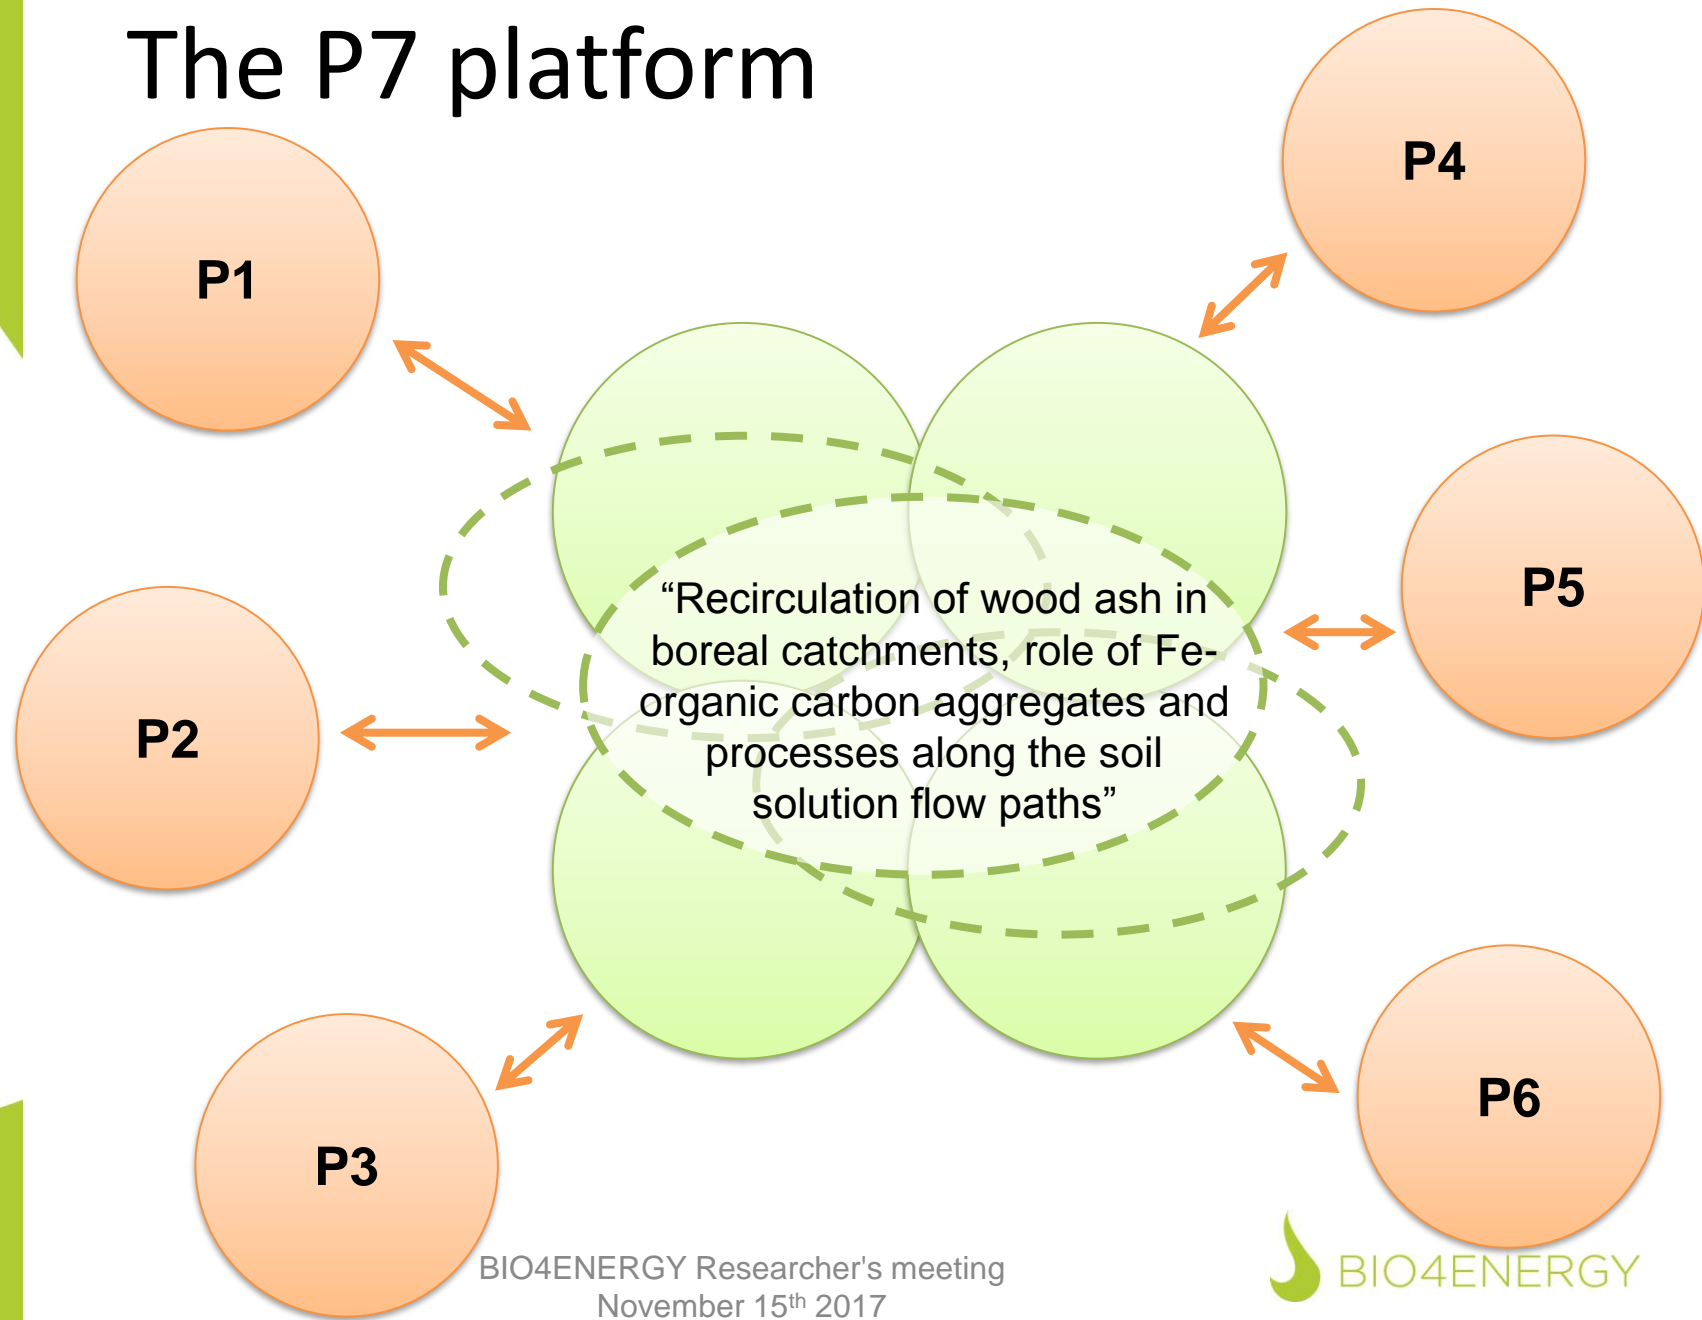 The P7 platform
P4
P1
P5
“Recirculation of wood ash in
boreal catchments, role of Fe-
organic carbon aggregates and
processes along the soil
solution flow paths”
P2
P6
P3
BIO4ENERGY Researcher's meeting
November 15th 2017
BIO4ENERGY